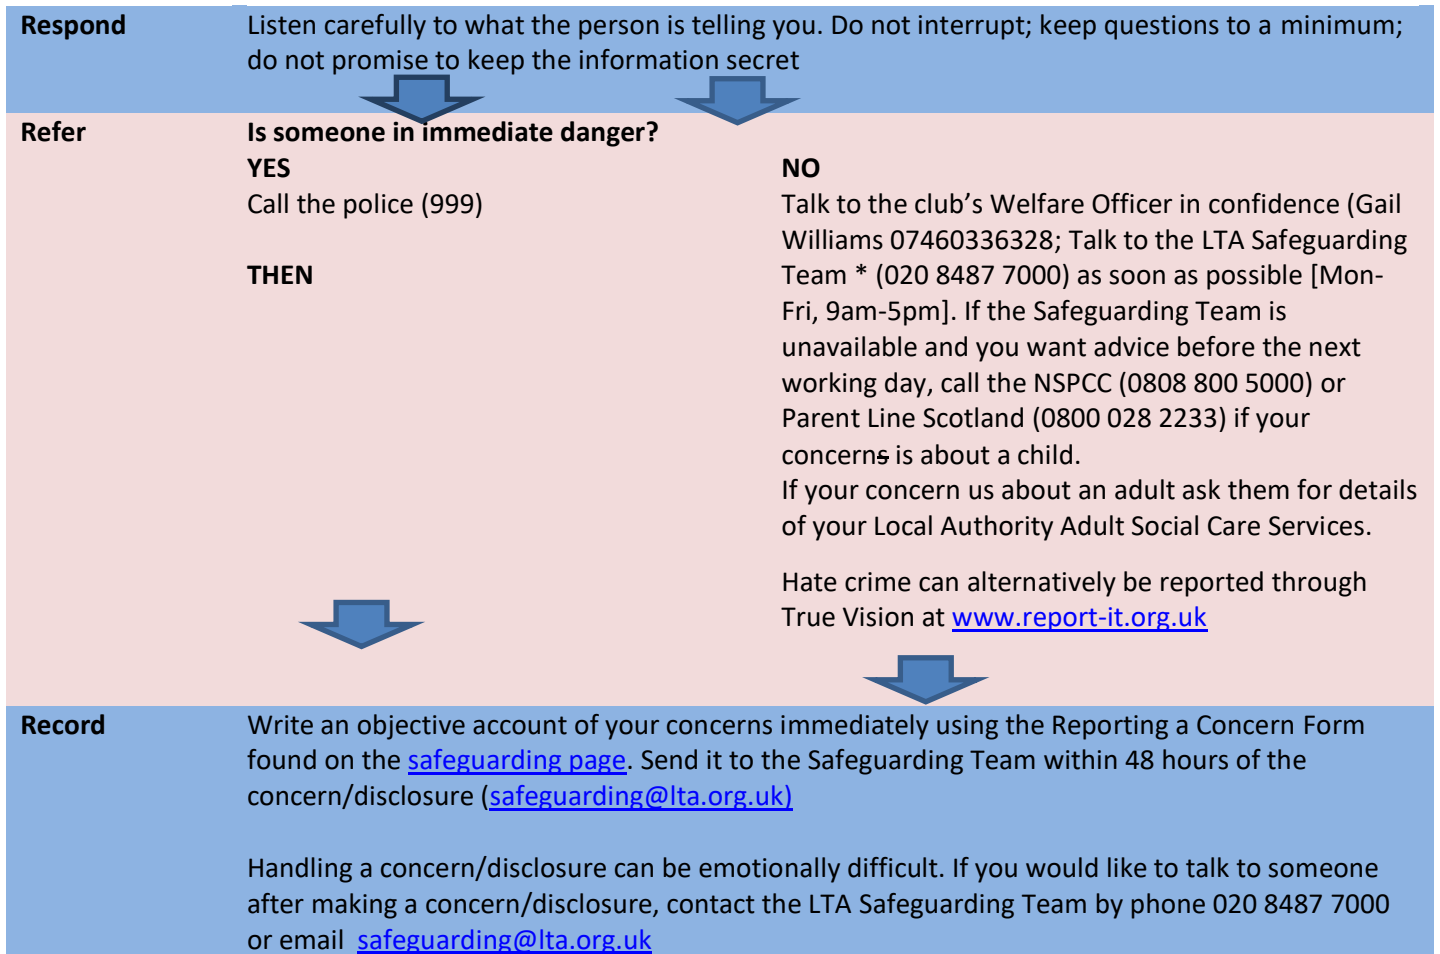 Respond
Listen carefully to what the person is telling you. Do not interrupt; keep questions to a minimum;
do not promise to keep the information secret
Refer
Is someone in immediate danger?
YES
Call the police (999)
THEN
NO
Talk to the club’s Welfare Officer in confidence (Gail
Williams 07460336328; Talk to the LTA Safeguarding
Team * (020 8487 7000) as soon as possible [Mon-
Fri, 9am-5pm]. If the Safeguarding Team is
unavailable and you want advice before the next
working day, call the NSPCC (0808 800 5000) or
Parent Line Scotland (0800 028 2233) if your
concerns is about a child.
If your concern us about an adult ask them for details
of your Local Authority Adult Social Care Services.
Hate crime can alternatively be reported through
True Vision at www.report-it.org.uk
Record
Write an objective account of your concerns immediately using the Reporting a Concern Form
found on the safeguarding page. Send it to the Safeguarding Team within 48 hours of the
concern/disclosure (safeguarding@lta.org.uk)
Handling a concern/disclosure can be emotionally difficult. If you would like to talk to someone
after making a concern/disclosure, contact the LTA Safeguarding Team by phone 020 8487 7000
or email  safeguarding@lta.org.uk